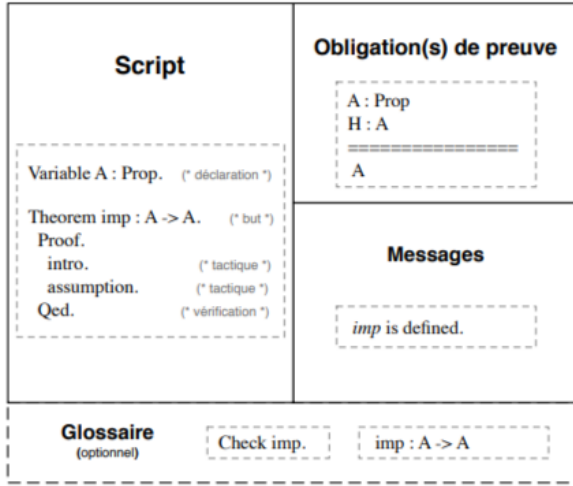 Script
Variable A : Prop. (* déclaration *)
Theorem imp : A -> A. (* but *)
Proof.
intro. (* tactique *)
assumption. (* tactique *)
Qed. (* vérification *)
Obligation(s) de preuve
A : Prop
H : A
================
A
Messages
imp is defined.
Glossaire
(optionnel)
Check imp.
imp : A -> A